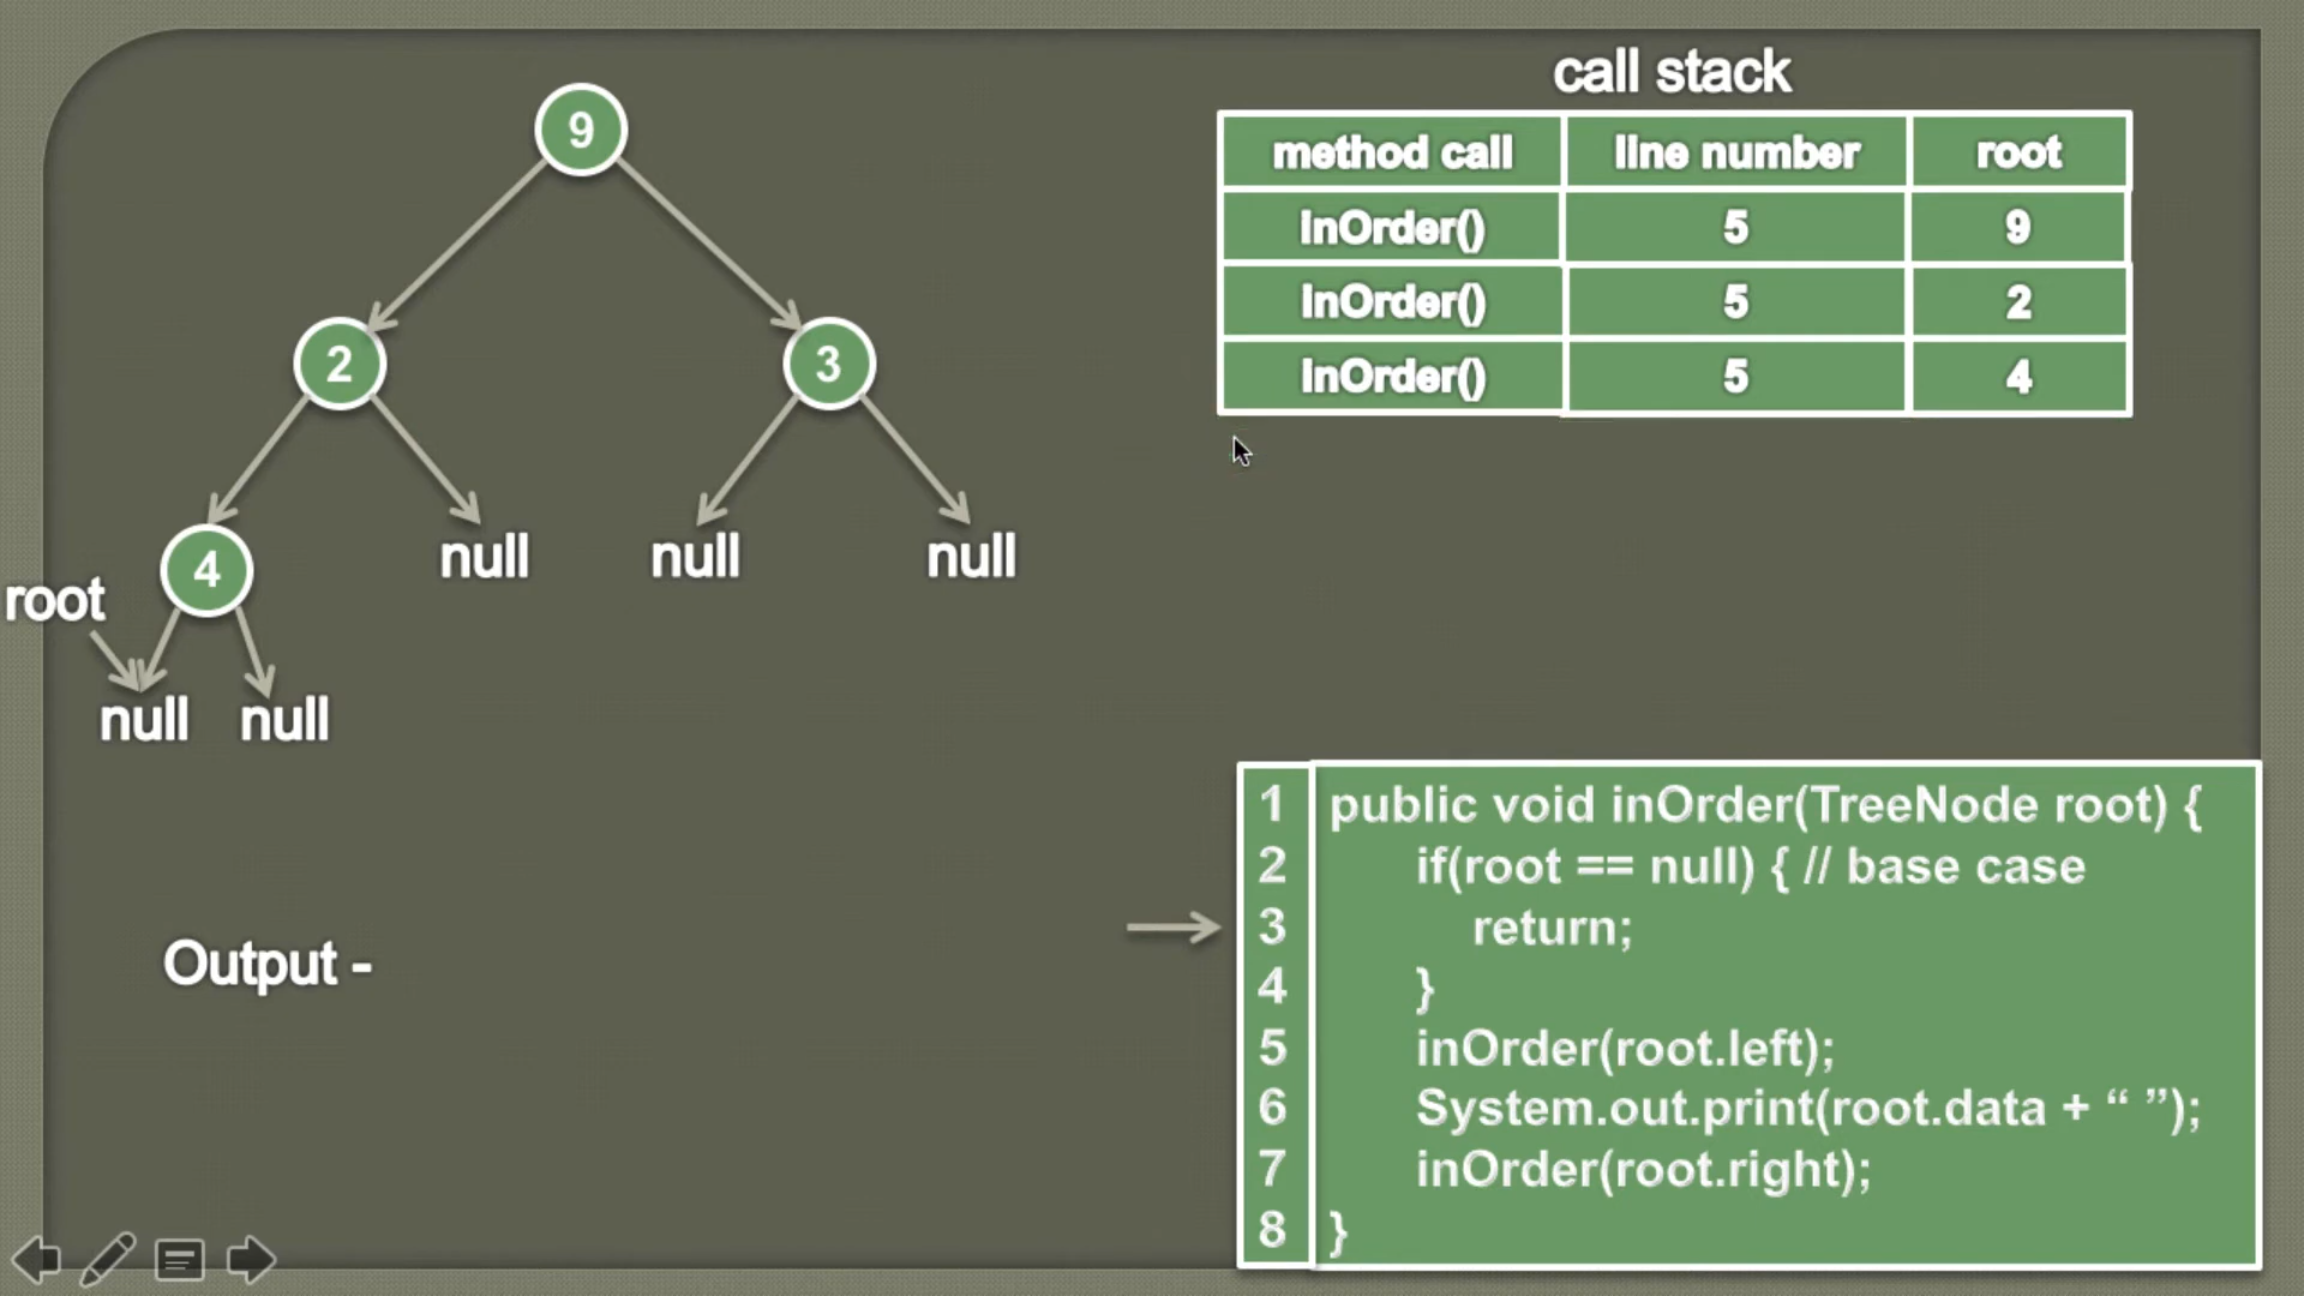 9
2
3
4
null
null
null
root
null
null
Output -
call stack
method call line number root
InOrder() 5 9
InOrder() 5 2
InOrder() 5 4
1 public void inOrder(TreeNode root) {
2 if(root == null) { // base case
3 return;
4 }
5 inOrder(root.left);
6 System.out.print(root.data + “ ”);
7 inOrder(root.right);
8 }